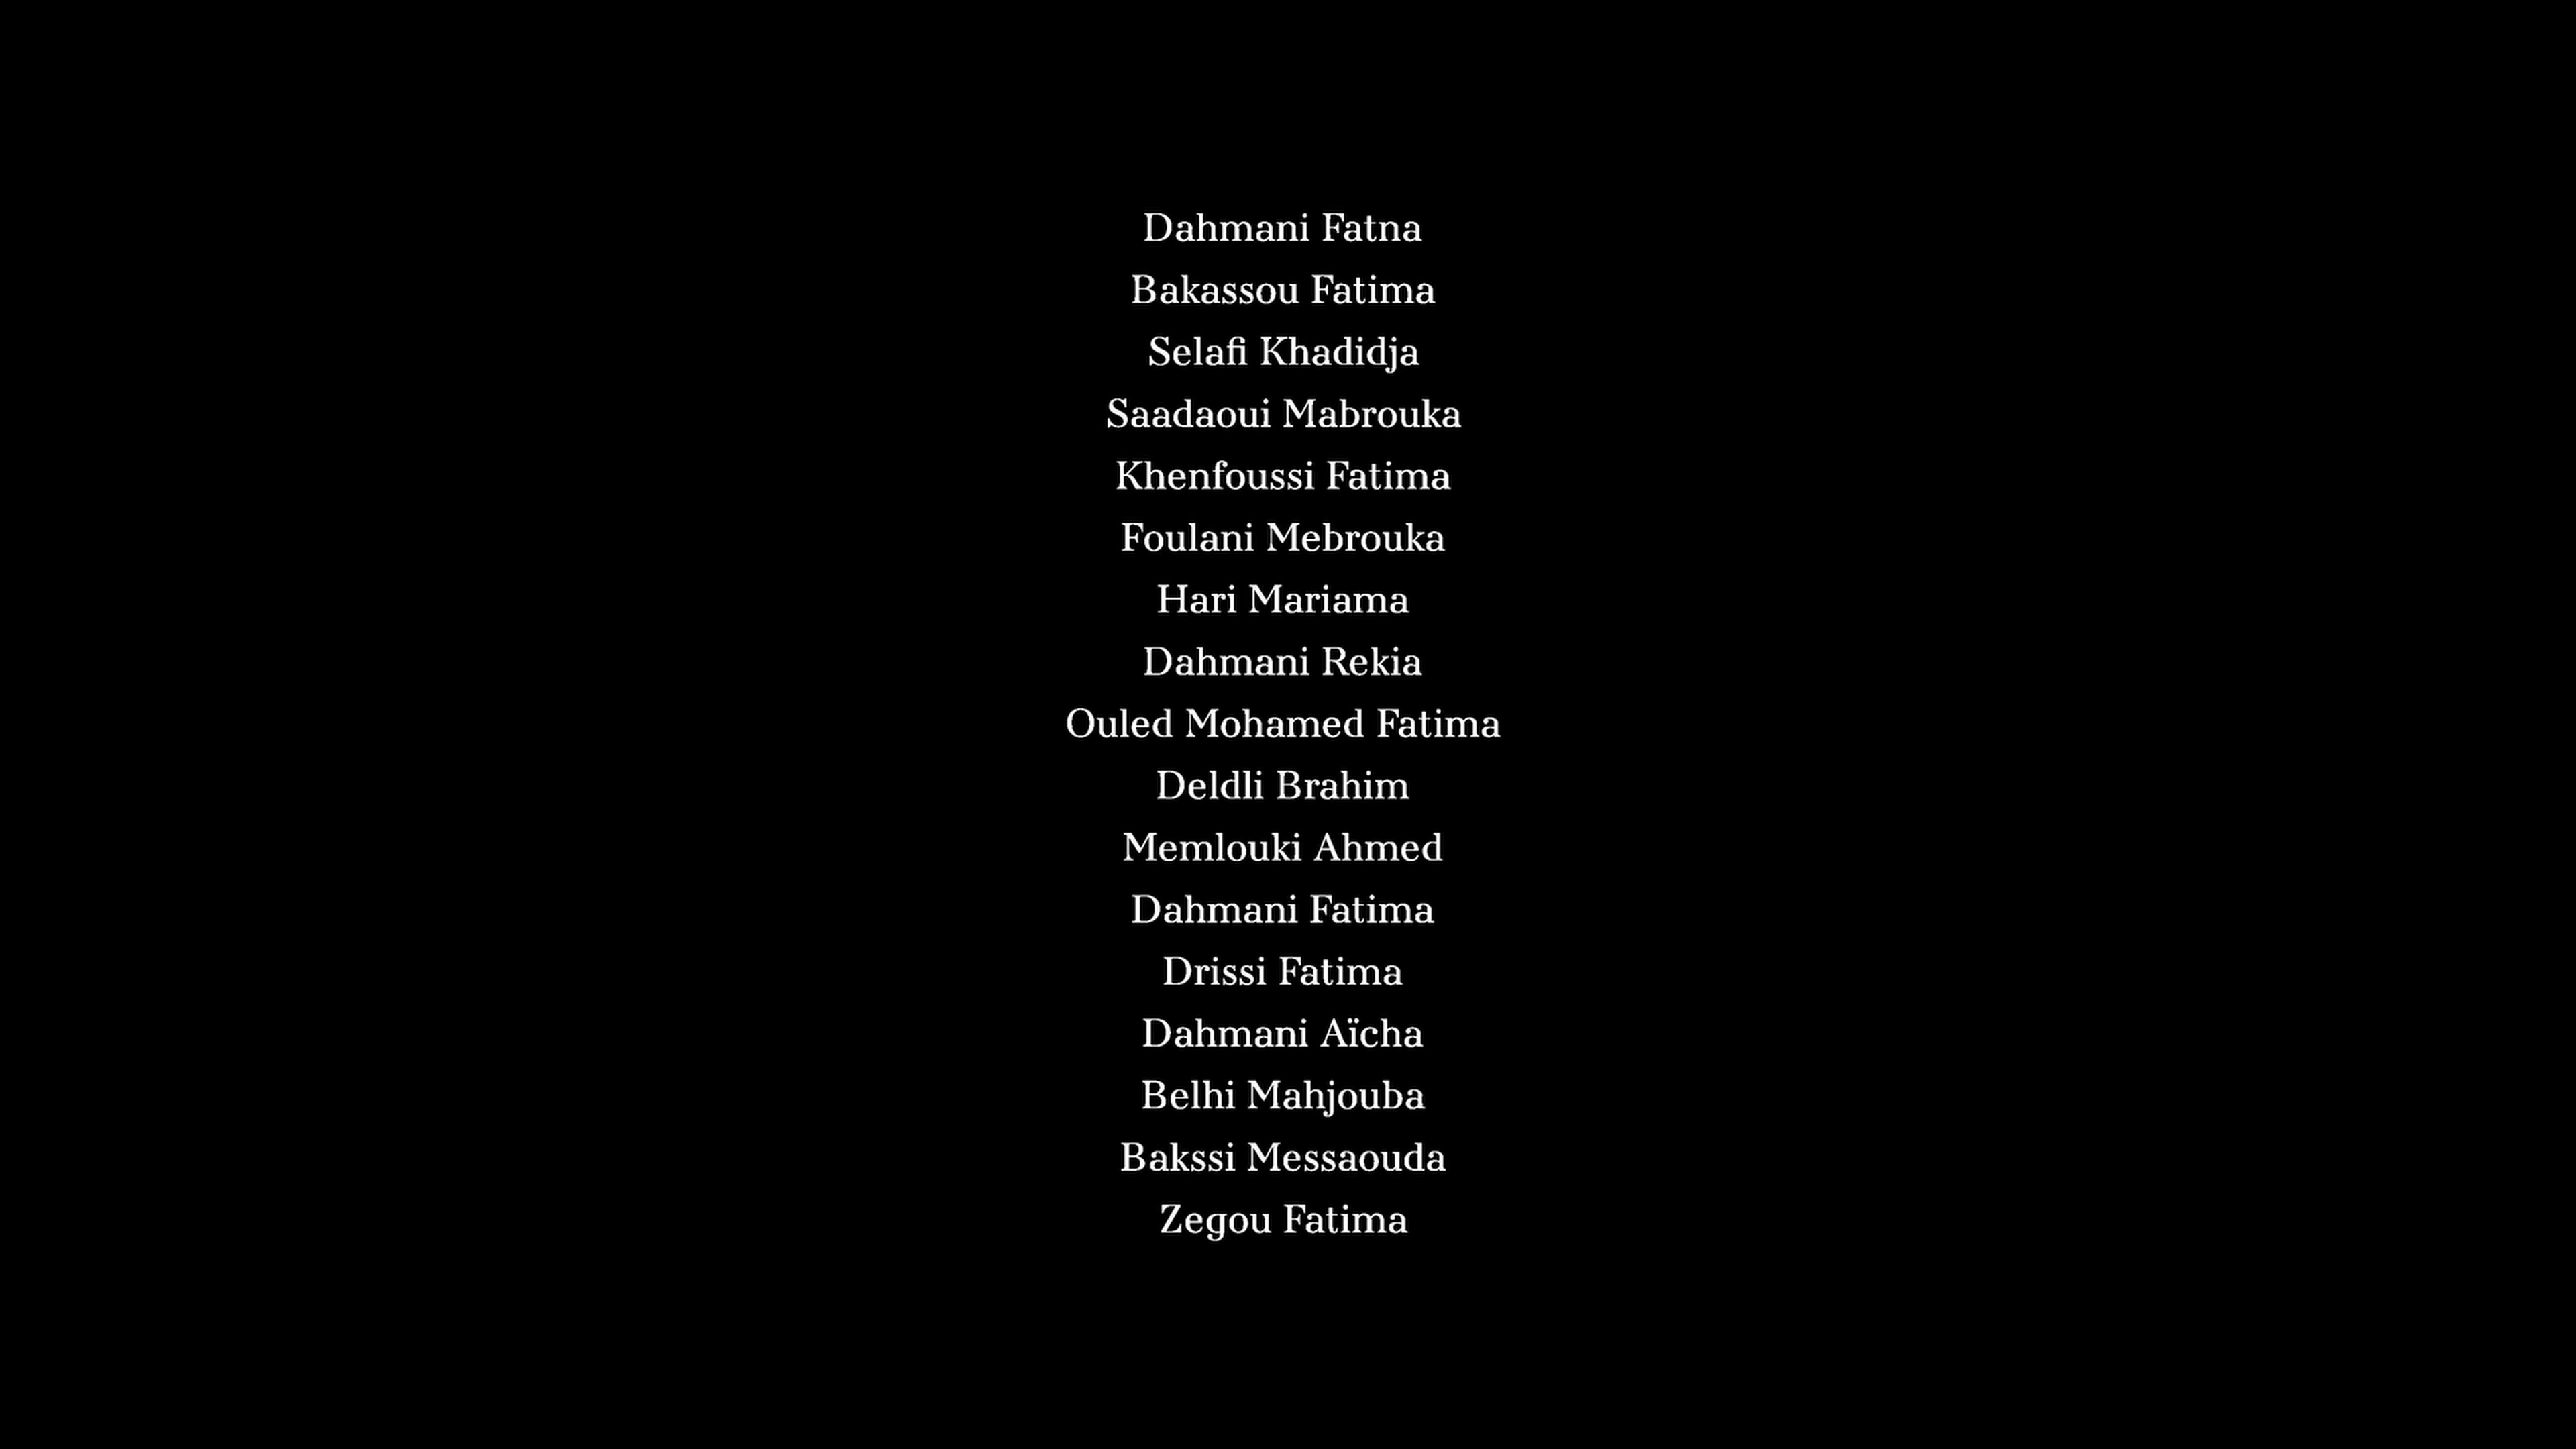 Dahmani Fatna
Bakassou Fatima
Selafi Khadidja
Saadaoui Mabrouka
Khenfoussi Fatima
Foulani Mebrouka
Hari Mariama
Dahmani Rekia
Ouled Mohamed Fatima
Deldli Brahim
Memlouki Ahmed
Dahmani Fatima
Drissi Fatima
Dahmani Aïcha
Belhi Mahjouba
Bakssi Messaouda
Zegou Fatima